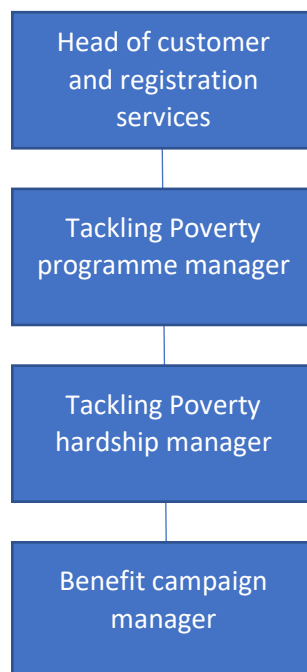 Head of customer
and registration
services
Tackling Poverty
programme manager
Tackling Poverty
hardship manager
Benefit campaign
manager